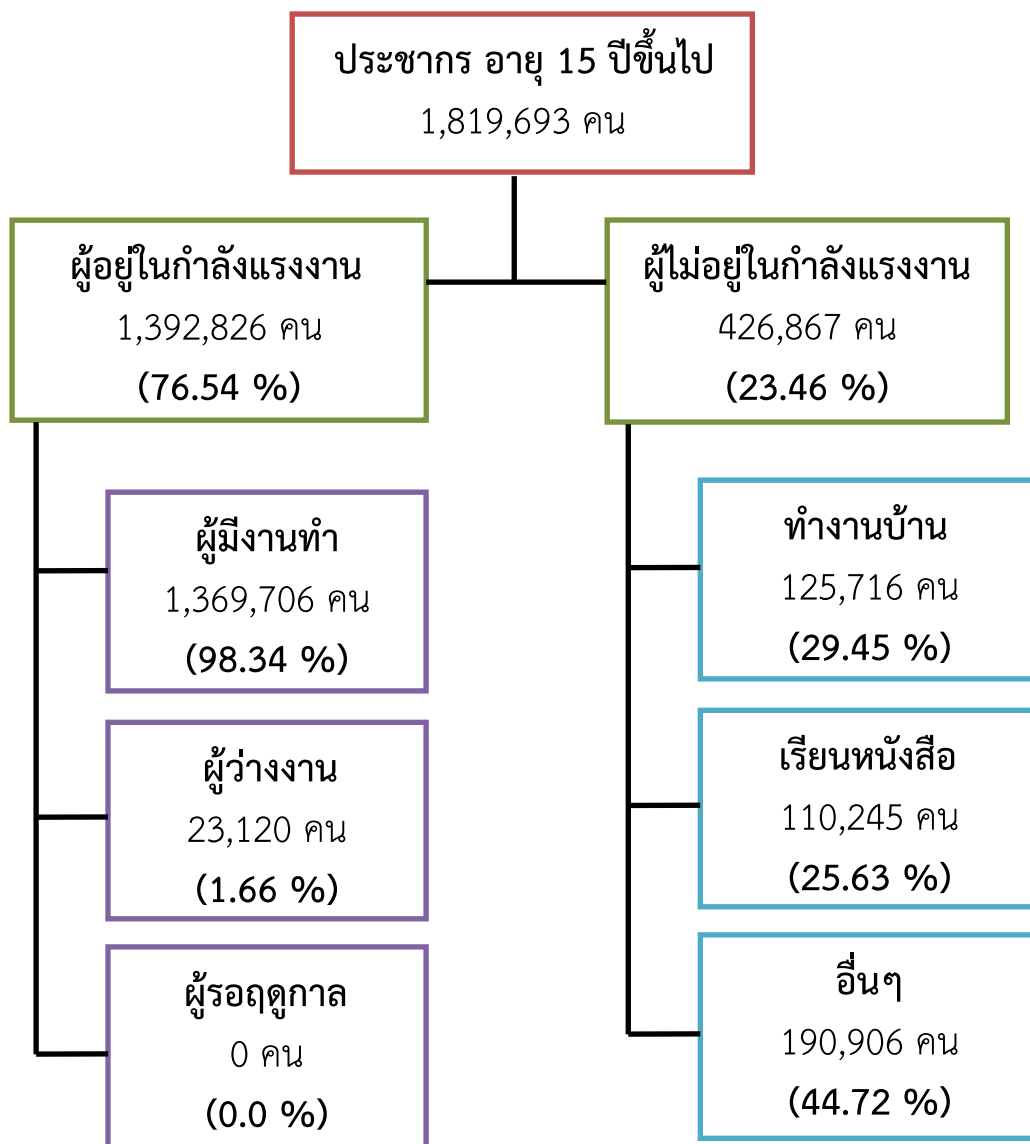 ประชากร อายุ 15 ปีขึ้นไป
1,819,693 คน
ผู้อยู่ในกำลังแรงงาน
1,392,826 คน
(76.54 %)
ผู้ไม่อยู่ในกำลังแรงงาน
426,867 คน
(23.46 %)
ผู้มีงานทำ
1,369,706 คน
(98.34 %)
ผู้ว่างงาน
23,120 คน
(1.66 %)
ผู้รอฤดูกาล
0 คน
(0.0 %)
ทำงานบ้าน
125,716 คน
(29.45 %)
เรียนหนังสือ
110,245 คน
(25.63 %)
อื่นๆ
190,906 คน
(44.72 %)